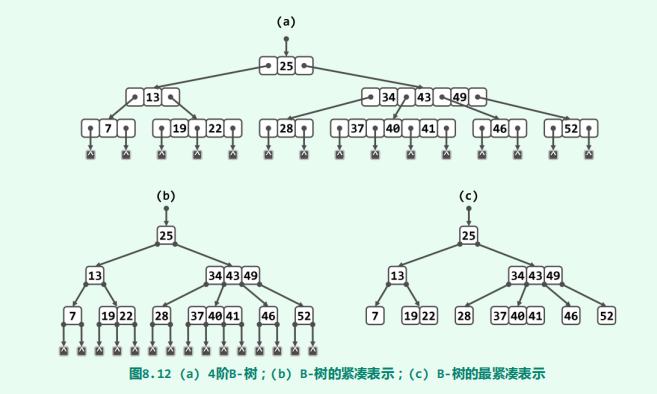 (a)
25
13 34 43 49
7 19 22 28 37 40 41 46 52
^ ^ ^ ^ ^ ^ ^ ^ ^ ^ ^ ^ ^ ^
(b) (c)
25 25
13 34 43 49 13 34 43 49
7 19 22 28 37 40 41 46 52 7 19 22 28 37 40 41 46 52
^ ^ ^ ^ ^ ^ ^ ^ ^ ^ ^ ^ ^ ^ ^
图8.12 (a) 4阶B-树；(b) B-树的紧凑表示；(c) B-树的最紧凑表示